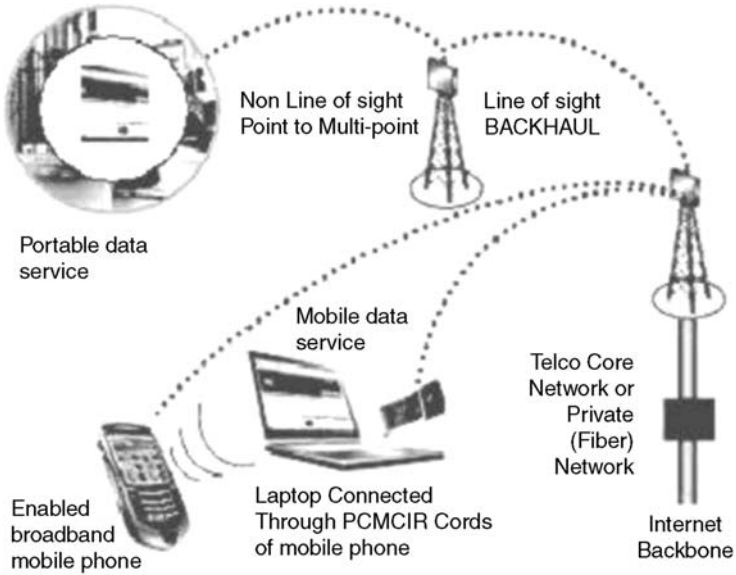 Non Line of sight
Point to Multi-point
Line of sight
BACKHAUL
Portable data
service
Mobile data
service
Telco Core
Network or
Private
(Fiber)
Network
Enabled
broadband
mobile phone
Laptop Connected
Through PCMCIR Cords
of mobile phone
Internet
Backbone